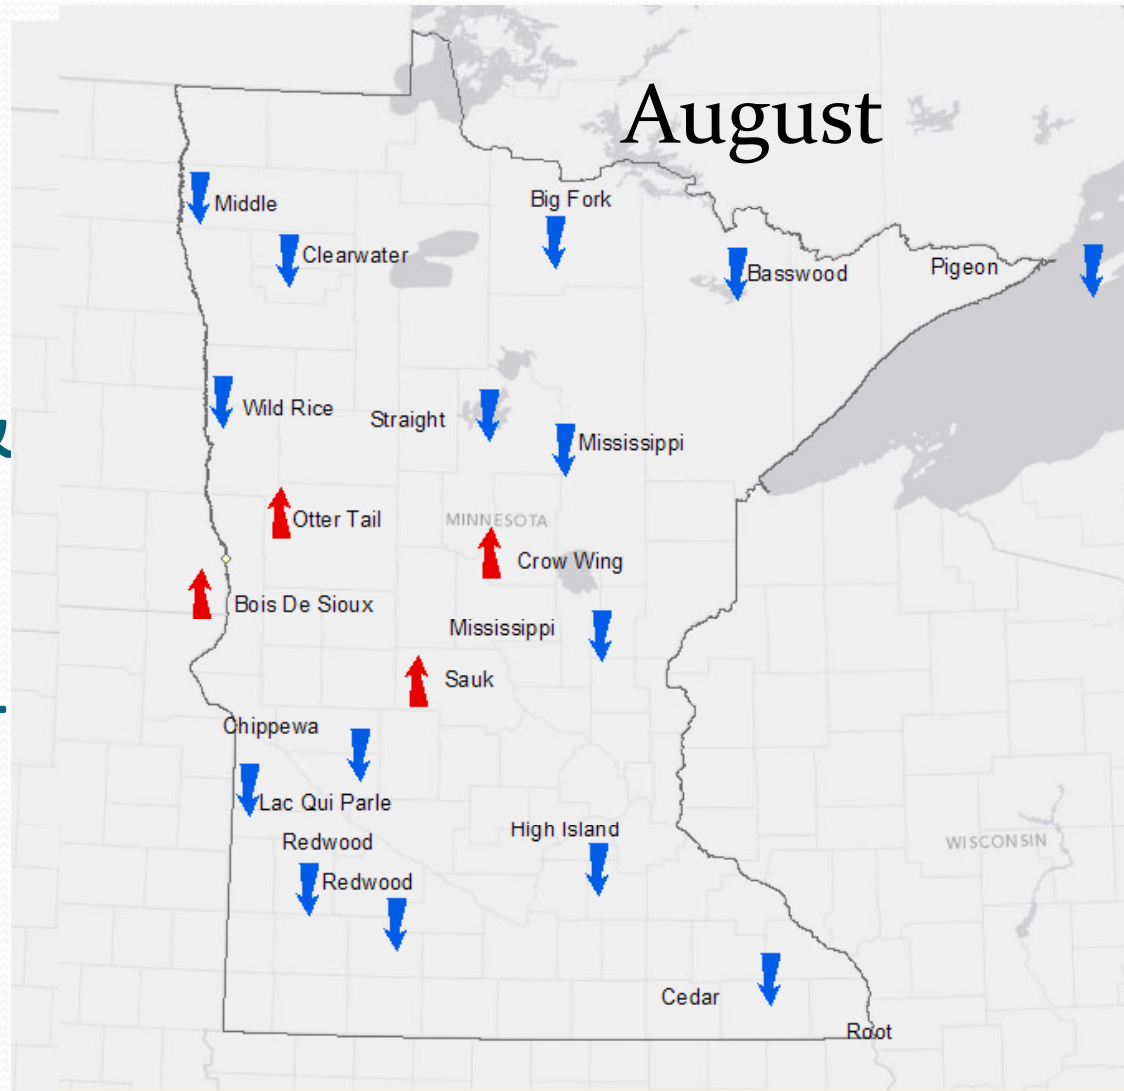 August
Big Fork
Middle
Clearwater
Basswood
Pigeon
Wild Rice
Straight
Mississippi
Otter Tail
MINNESOTA
Crow Wing
Bois De Sioux
Mississippi
Sauk
Chippewa
Lac Qui Parle
High Island
Redwood
WISCONSIN
Redwood
Cedar
Root